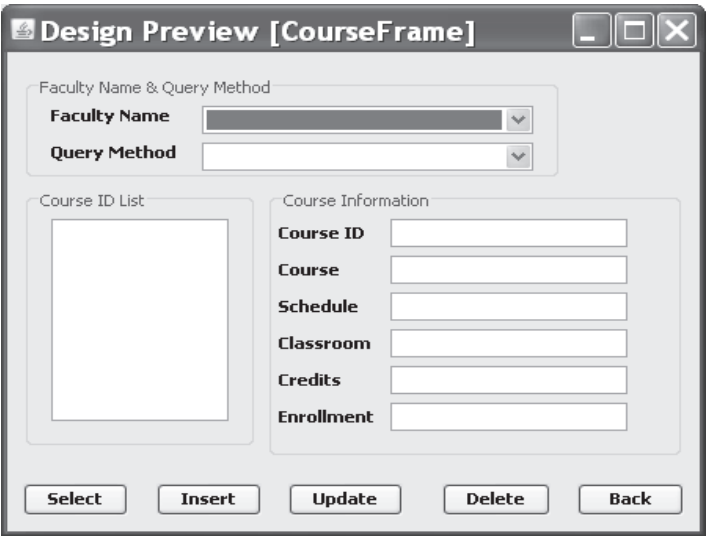 Design Preview [CourseFrame]
Faculty Name & Query Method
Faculty Name
Query Method
Course ID List
Course Information
Course ID
Course
Schedule
Classroom
Credits
Enrollment
Select Insert Update Delete Back